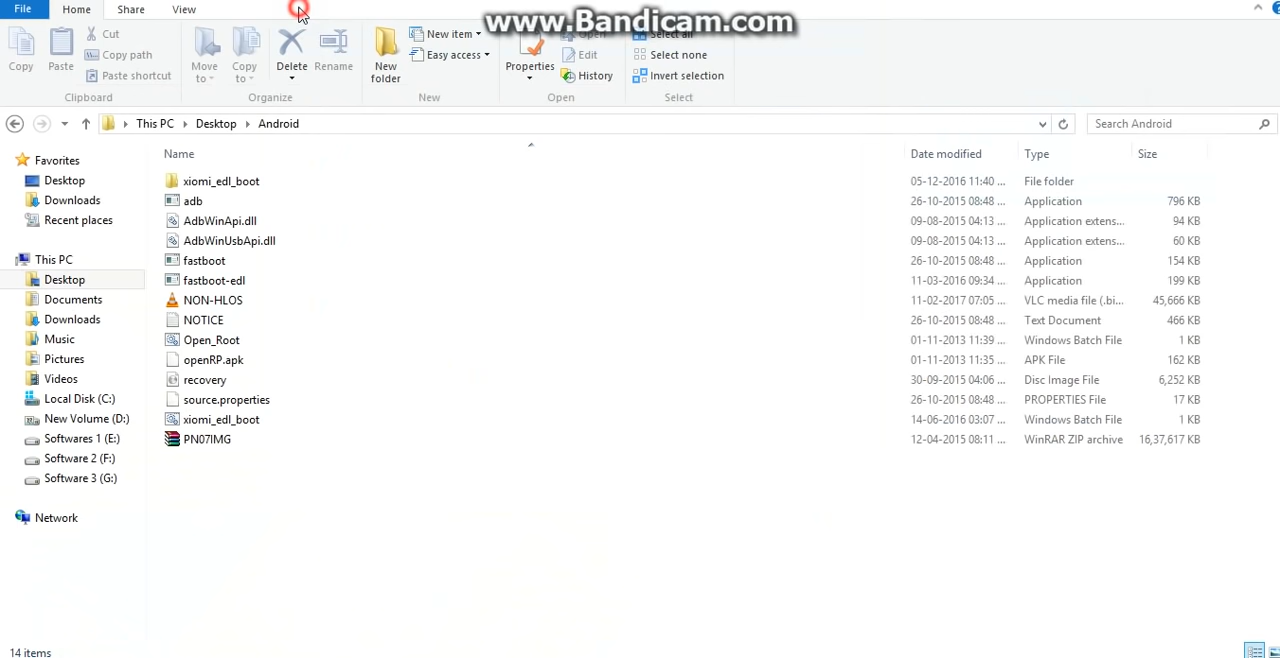 File Home Share View
www.Bandicam.com
Cut
Copy path
Paste shortcut
Copy Paste
Clipboard
Move to Copy to Delete Rename
Organize
New folder
New item
Easy access
New
Properties
Open
Edit
History
Open
Select all
Select none
Invert selection
Select
This PC Desktop Android
Search Android
Name Date modified Type Size
Favorites
Desktop
Downloads
Recent places
This PC
Desktop
Documents
Downloads
Music
Pictures
Videos
Local Disk (C:)
New Volume (D:)
Softwares 1 (E:)
Software 2 (F:)
Software 3 (G:)
Network
xiomi_edl_boot 05-12-2016 11:40 ... File folder
adb 26-10-2015 08:48 ... Application 796 KB
AdbWinApi.dll 09-08-2015 04:13 ... Application extens... 94 KB
AdbWinUsbApi.dll 09-08-2015 04:13 ... Application extens... 60 KB
fastboot 26-10-2015 08:48 ... Application 154 KB
fastboot-edl 11-03-2016 09:34 ... Application 199 KB
NON-HLOS 11-02-2017 07:05 ... VLC media file (.bi... 45,666 KB
NOTICE 26-10-2015 08:48 ... Text Document 466 KB
Open_Root 01-11-2013 11:39 ... Windows Batch File 1 KB
openRP.apk 01-11-2013 11:35 ... APK File 162 KB
recovery 30-09-2015 04:06 ... Disc Image File 6,252 KB
source.properties 26-10-2015 08:48 ... PROPERTIES File 17 KB
xiomi_edl_boot 14-06-2016 03:07 ... Windows Batch File 1 KB
PN07IMG 12-04-2015 08:11 ... WinRAR ZIP archive 16,37,617 KB
14 items